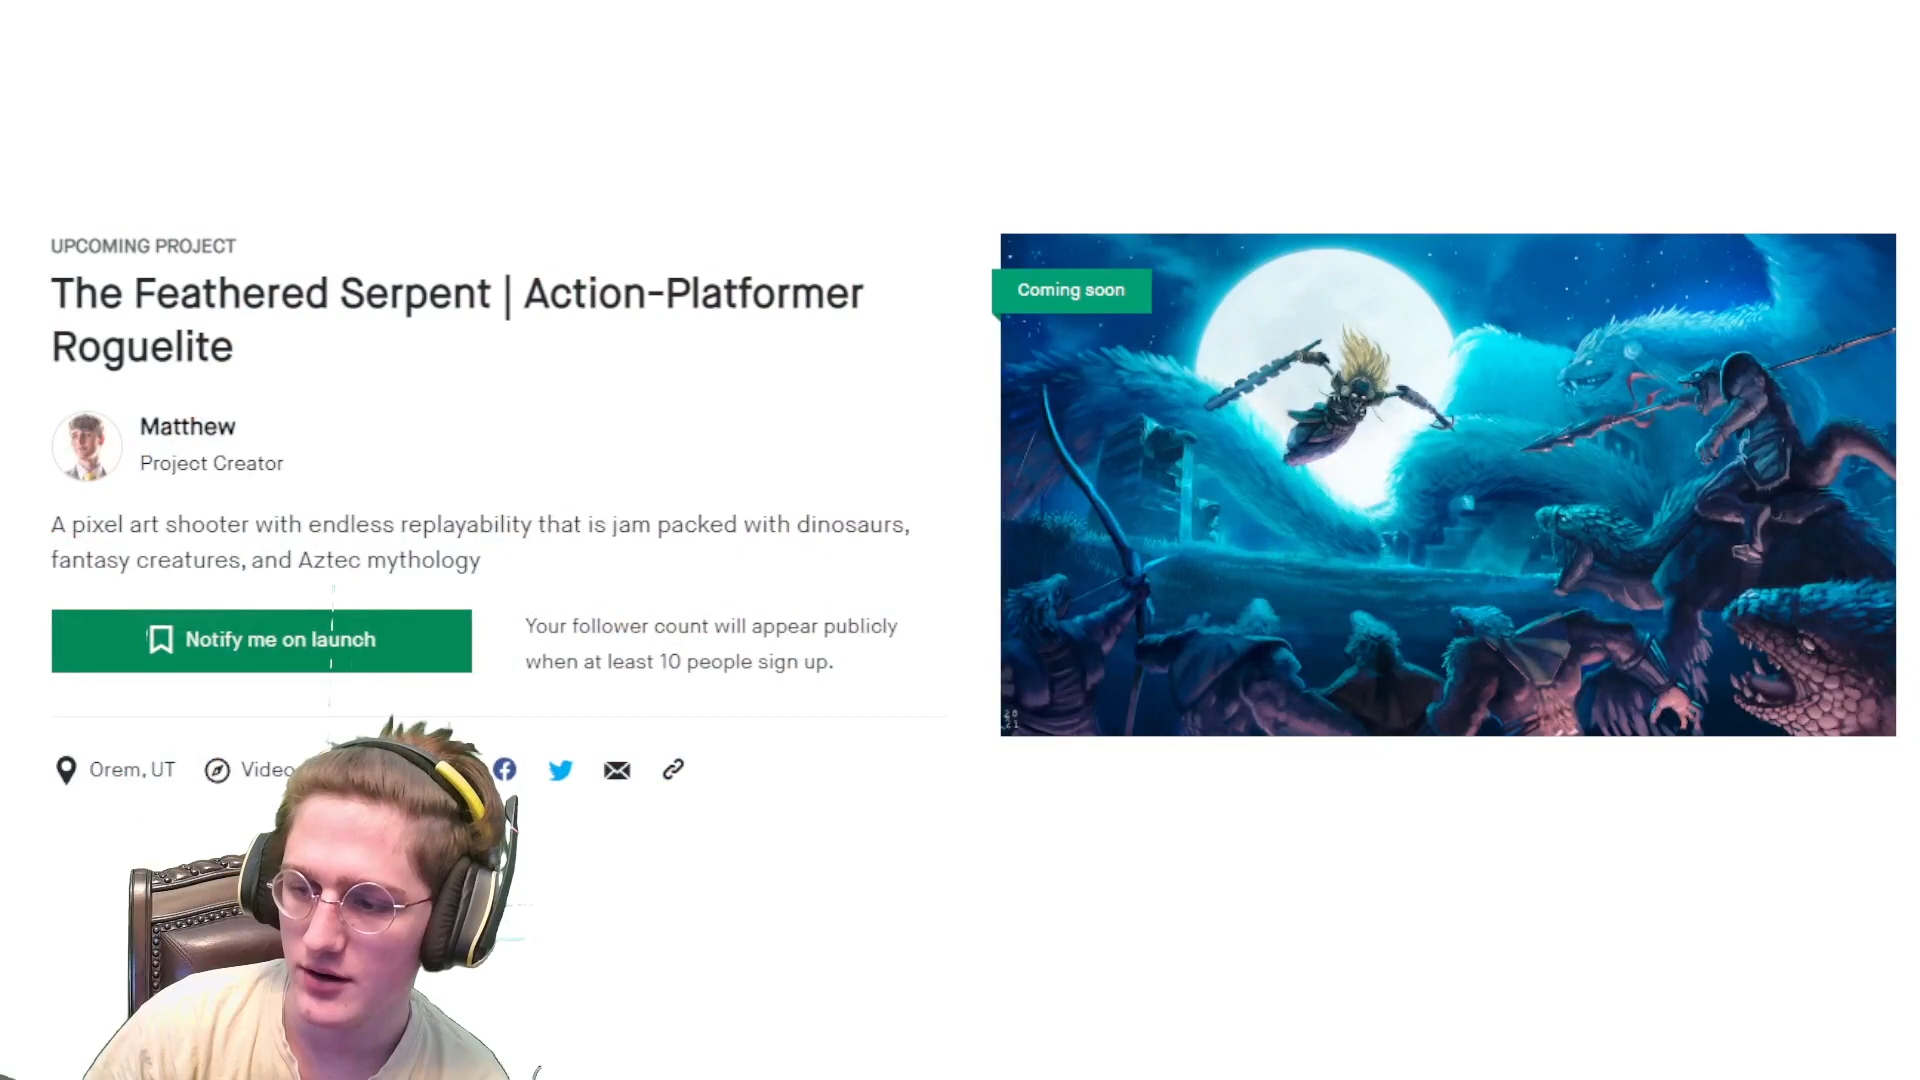 UPCOMING PROJECT
The Feathered Serpent | Action-Platformer
Roguelite
Matthew
Project Creator
A pixel art shooter with endless replayability that is jam packed with dinosaurs,
fantasy creatures, and Aztec mythology
Notify me on launch
Your follower count will appear publicly
when at least 10 people sign up.
Orem, UT
Video
Coming soon